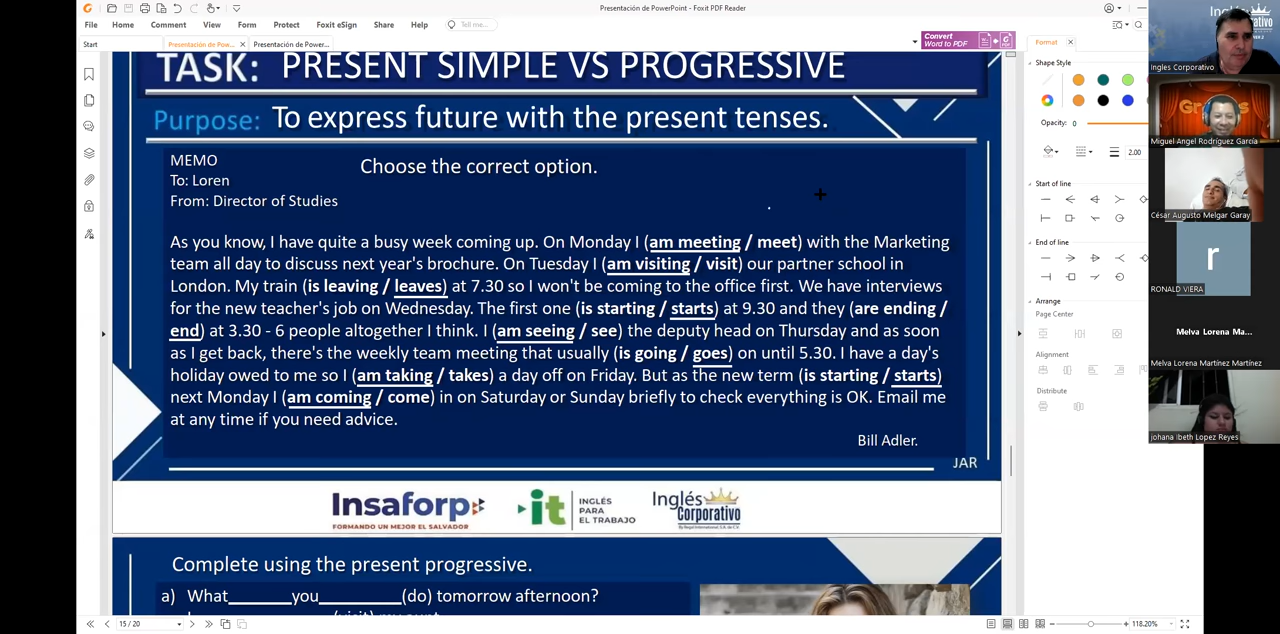 Presentación de PowerPoint - Foxit PDF Reader
File Home Comment View Form Protect Foxit eSign Share Help Tell me...
Start Presentación de PowerP... Presentación de Power...
Convert
Word to PDF
TASK: PRESENT SIMPLE VS PROGRESSIVE
Purpose: To express future with the present tenses.
MEMO
Choose the correct option.
To: Loren
From: Director of Studies
As you know, I have quite a busy week coming up. On Monday I (am meeting / meet) with the Marketing
team all day to discuss next year's brochure. On Tuesday I (am visiting / visit) our partner school in
London. My train (is leaving / leaves) at 7.30 so I won't be coming to the office first. We have interviews
for the new teacher's job on Wednesday. The first one (is starting / starts) at 9.30 and they (are ending /
end) at 3.30 - 6 people altogether I think. I (am seeing / see) the deputy head on Thursday and as soon
as I get back, there's the weekly team meeting that usually (is going / goes) on until 5.30. I have a day's
holiday owed to me so I (am taking / takes) a day off on Friday. But as the new term (is starting / starts)
next Monday I (am coming / come) in on Saturday or Sunday briefly to check everything is OK. Email me
at any time if you need advice.
Bill Adler.
JAR
Insaforp
FORMANDO UN MEJOR EL SALVADOR
it
INGLÉS
PARA
EL TRABAJO
Inglés
Corporativo
Complete using the present progressive.
a) What______you________(do) tomorrow afternoon?
15 / 20
118.20%
Format
Shape Style
Opacity: 0
2.00
Start of line
End of line
Arrange
Page Center
Alignment
Distribute
Ingles Corporativo
Miguel Angel Rodríguez García
César Augusto Melgar Garay
r
RONALD VIERA
Melva Lorena Ma...
Melva Lorena Martínez Martínez
johana Ibeth Lopez Reyes